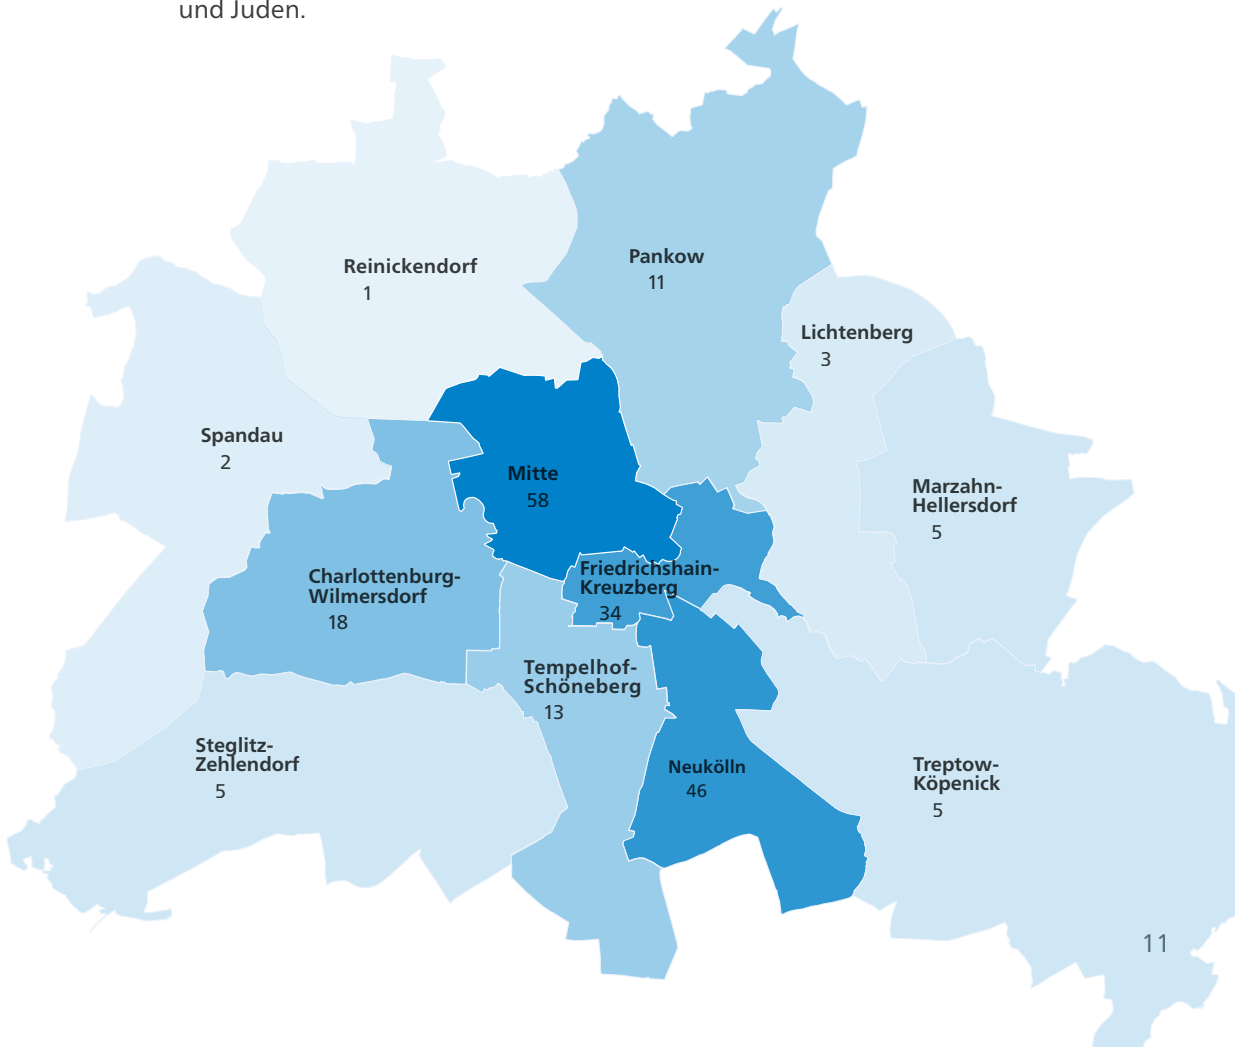 und Juden.
Reinickendorf
1
Pankow
11
Lichtenberg
3
Spandau
2
Mitte
58
Marzahn-
Hellersdorf
5
Charlottenburg-
Wilmersdorf
18
Friedrichshain-
Kreuzberg
34
Tempelhof-
Schöneberg
13
Steglitz-
Zehlendorf
5
Neukölln
46
Treptow-
Köpenick
5
11